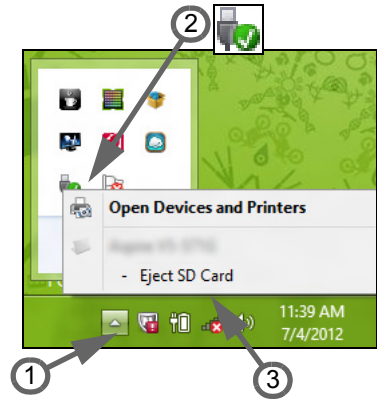 2
Open Devices and Printers
- Eject SD Card
11:39 AM
7/4/2012
1
3